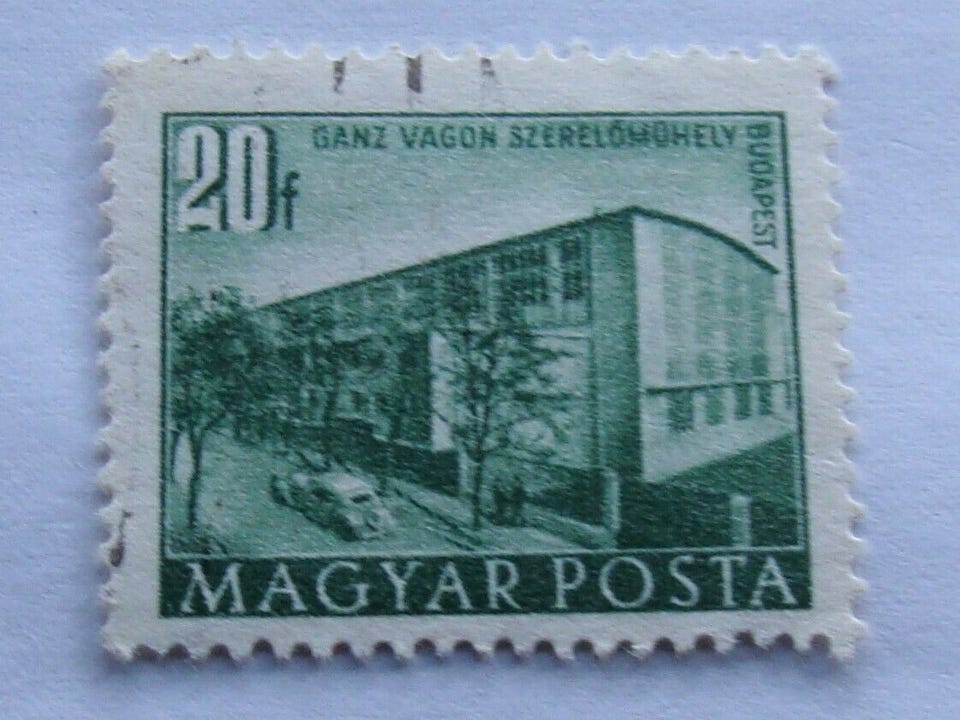 20f
GANZ VAGON SZERELŐMŰHELY
BUDAPEST
MAGYAR POSTA